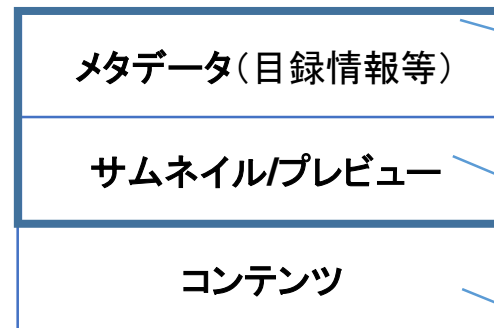 メタデータ（目録情報等）
サムネイル/プレビュー
コンテンツ